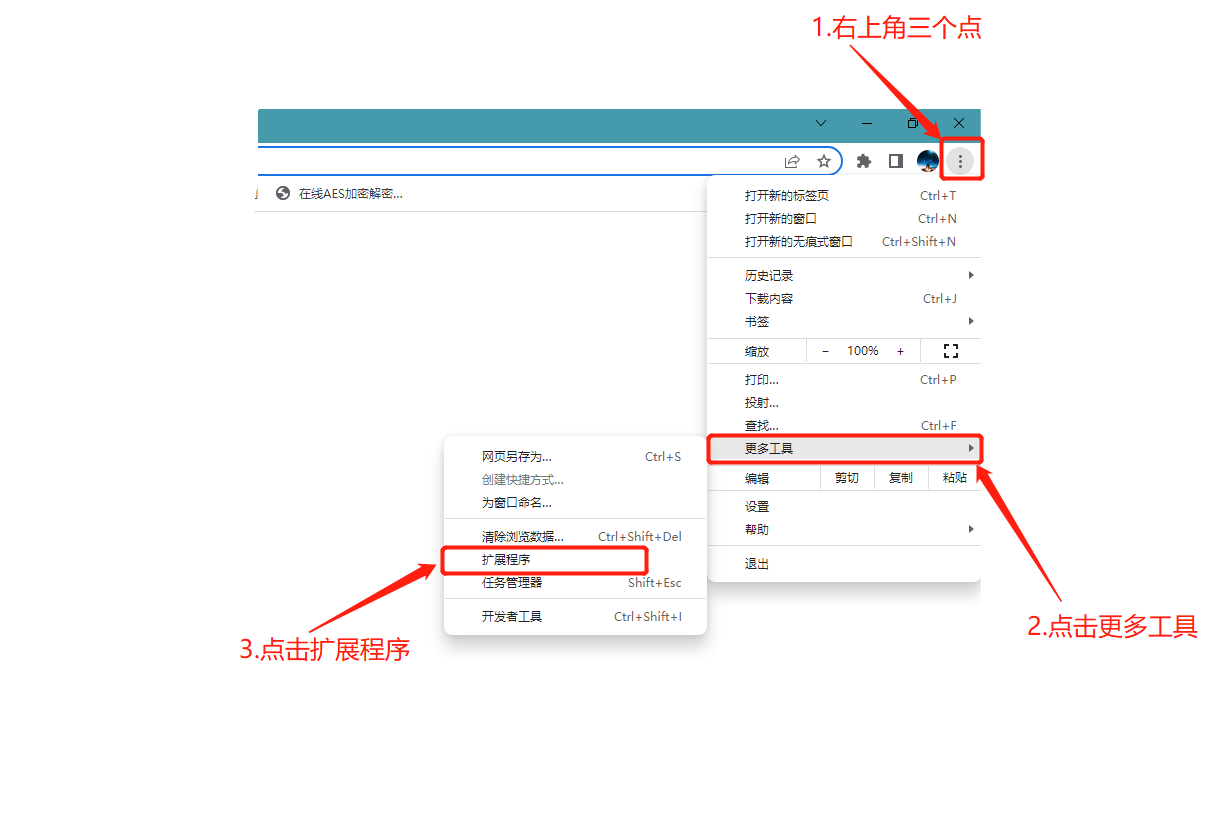 1.右上角三个点
在线AES加密解密...
打开新的标签页 Ctrl+T
打开新的窗口 Ctrl+N
打开新的无痕式窗口 Ctrl+Shift+N
历史记录
下载内容 Ctrl+J
书签
缩放 − 100% +
打印... Ctrl+P
投射...
查找... Ctrl+F
更多工具
编辑 剪切 复制 粘贴
设置
帮助
退出
网页另存为... Ctrl+S
创建快捷方式...
为窗口命名...
清除浏览数据... Ctrl+Shift+Del
扩展程序
任务管理器 Shift+Esc
开发者工具 Ctrl+Shift+I
2.点击更多工具
3.点击扩展程序